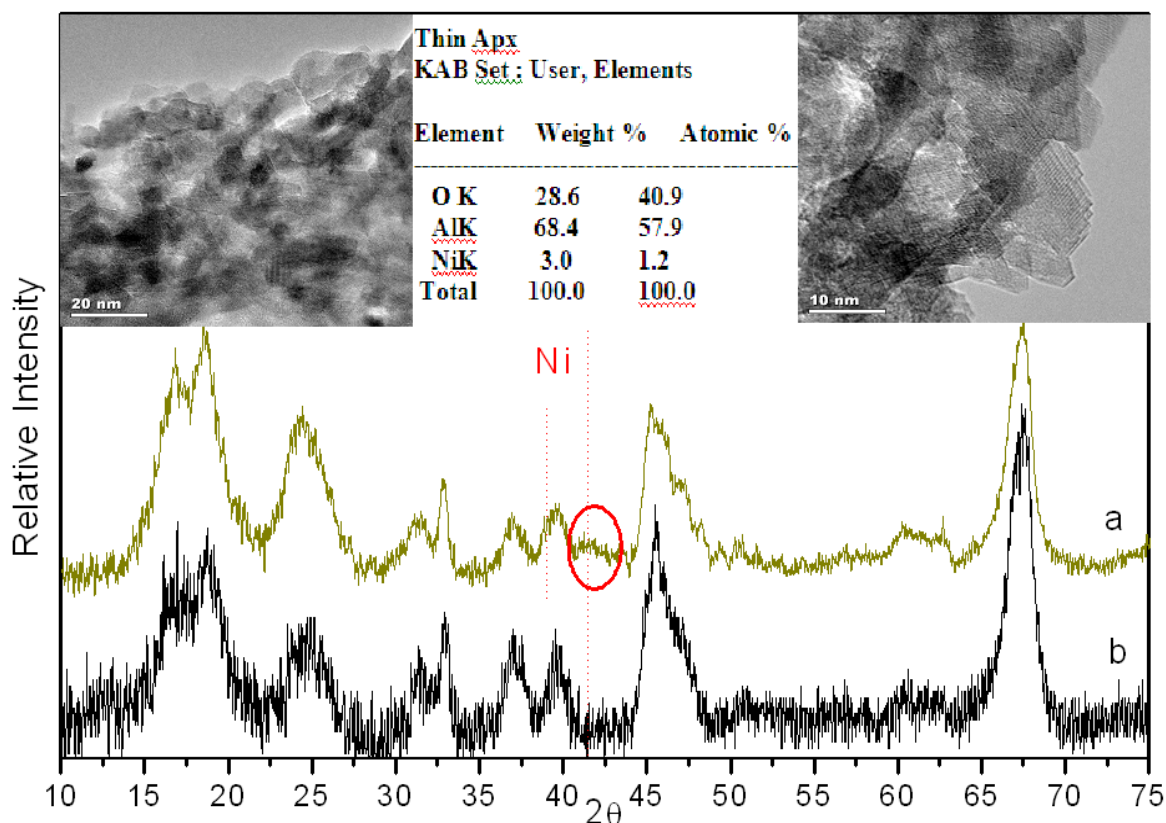 Thin Apx
KAB Set : User, Elements
Element Weight % Atomic %
--------------------------------------------------------
O K 28.6 40.9
AlK 68.4 57.9
NiK 3.0 1.2
Total 100.0 100.0
20 nm
10 nm
Ni
Relative Intensity
a
b
10 15 20 25 30 35 40 45 50 55 60 65 70 75
2θ